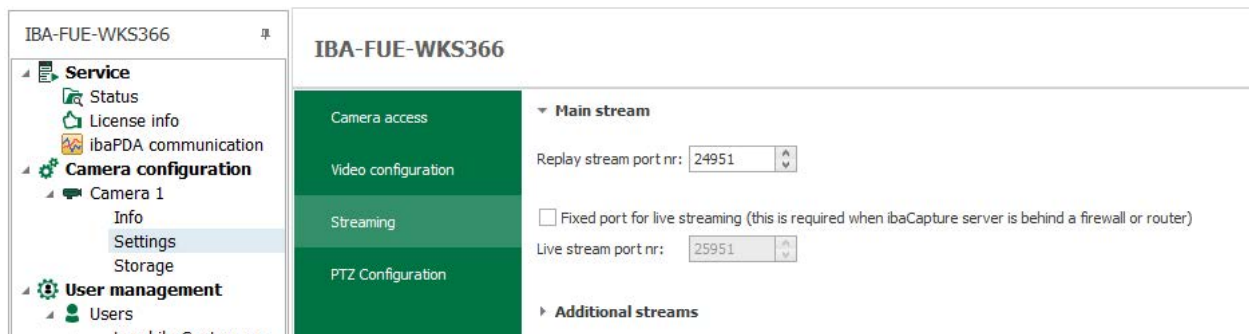 IBA-FUE-WKS366
Service
Status
License info
ibaPDA communication
Camera configuration
Camera 1
Info
Settings
Storage
User management
Users
IBA-FUE-WKS366
Camera access
Video configuration
Streaming
PTZ Configuration
Main stream
Replay stream port nr: 24951
Fixed port for live streaming (this is required when ibaCapture server is behind a firewall or router)
Live stream port nr: 25951
Additional streams